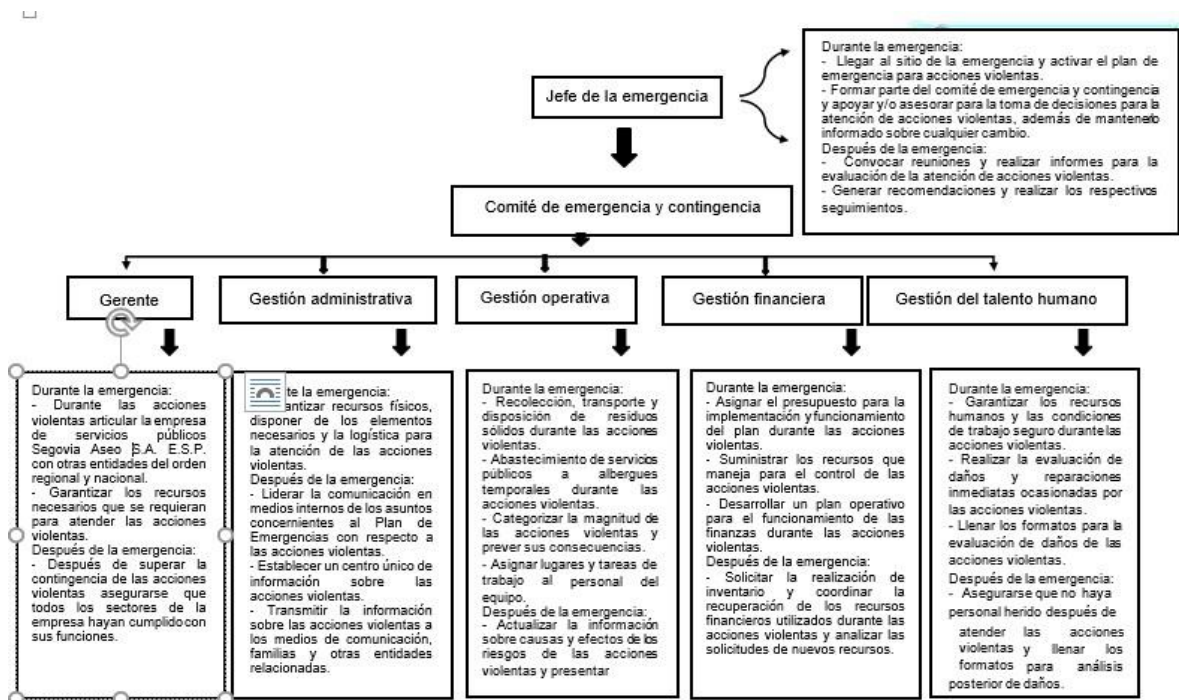 Durante la emergencia:
- Llegar al sitio de la emergencia y activar el plan de
emergencia para acciones violentas.
- Formar parte del comité de emergencia y contingencia
y apoyar y/o asesorar para la toma de decisiones para la
atención de acciones violentas, además de mantenerlo
informado sobre cualquier cambio.
Después de la emergencia:
- Convocar reuniones y realizar informes para la
evaluación de la atención de acciones violentas.
- Generar recomendaciones y realizar los respectivos
seguimientos.
Jefe de la emergencia
Comité de emergencia y contingencia
Gerente
Gestión administrativa
Gestión operativa
Gestión financiera
Gestión del talento humano
Durante la emergencia:
- Durante las acciones
violentas articular la empresa
de servicios públicos
Segovia Aseo S.A. E.S.P.
con otras entidades del orden
regional y nacional.
- Garantizar los recursos
necesarios que se requieran
para atender las acciones
violentas.
Después de la emergencia:
- Después de superar la
contingencia de las acciones
violentas asegurarse que
todos los sectores de la
empresa hayan cumplido con
sus funciones.
te la emergencia:
antizar recursos físicos,
disponer de los elementos
necesarios y la logística para
la atención de las acciones
violentas.
Después de la emergencia:
- Liderar la comunicación en
medios internos de los asuntos
concernientes al Plan de
Emergencias con respecto a
las acciones violentas.
- Establecer un centro único de
información sobre las
acciones violentas.
- Transmitir la información
sobre las acciones violentas a
los medios de comunicación,
familias y otras entidades
relacionadas.
Durante la emergencia:
- Recolección, transporte y
disposición de residuos
sólidos durante las acciones
violentas.
- Abastecimiento de servicios
públicos a albergues
temporales durante las
acciones violentas.
- Categorizar la magnitud de
las acciones violentas y
prever sus consecuencias.
- Asignar lugares y tareas de
trabajo al personal del
equipo.
Después de la emergencia:
- Actualizar la información
sobre causas y efectos de los
riesgos de las acciones
violentas y presentar
Durante la emergencia:
- Asignar el presupuesto para la
implementación y funcionamiento
del plan durante las acciones
violentas.
- Suministrar los recursos que
maneja para el control de las
acciones violentas.
- Desarrollar un plan operativo
para el funcionamiento de las
finanzas durante las acciones
violentas.
Después de la emergencia:
- Solicitar la realización de
inventario y coordinar la
recuperación de los recursos
financieros utilizados durante las
acciones violentas y analizar las
solicitudes de nuevos recursos.
Durante la emergencia:
- Garantizar los recursos
humanos y las condiciones
de trabajo seguro durante las
acciones violentas.
- Realizar la evaluación de
daños y reparaciones
inmediatas ocasionadas por
las acciones violentas.
- Llenar los formatos para la
evaluación de daños de las
acciones violentas.
Después de la emergencia:
- Asegurarse que no haya
personal herido después de
atender las acciones
violentas y llenar los
formatos para análisis
posterior de daños.